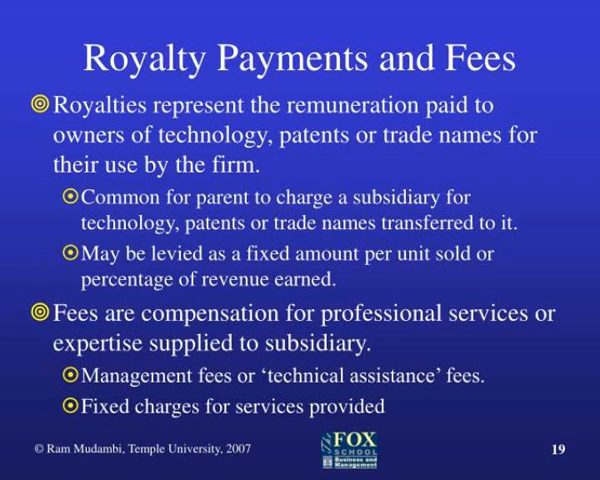 Royalty Payments and Fees
Royalties represent the remuneration paid to
owners of technology, patents or trade names for
their use by the firm.
Common for parent to charge a subsidiary for
technology, patents or trade names transferred to it.
May be levied as a fixed amount per unit sold or
percentage of revenue earned.
Fees are compensation for professional services or
expertise supplied to subsidiary.
Management fees or ‘technical assistance’ fees.
Fixed charges for services provided
© Ram Mudambi, Temple University, 2007
FOX
SCHOOL
Business and
Management
19